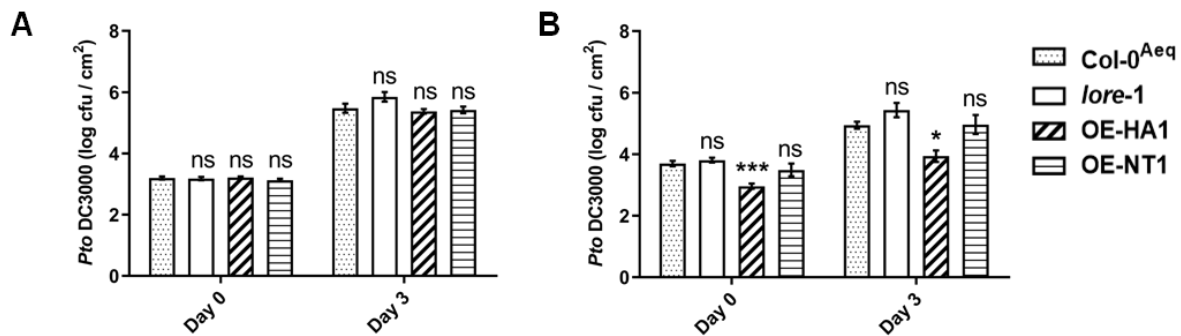 A
Pto DC3000 (log cfu / cm²)
8
6
4
2
0
ns ns ns
ns
ns ns
Day 0
Day 3
B
Pto DC3000 (log cfu / cm²)
8
6
4
2
0
ns
***
ns
ns
*
ns
Day 0
Day 3
Col-0^Aeq
lore-1
OE-HA1
OE-NT1